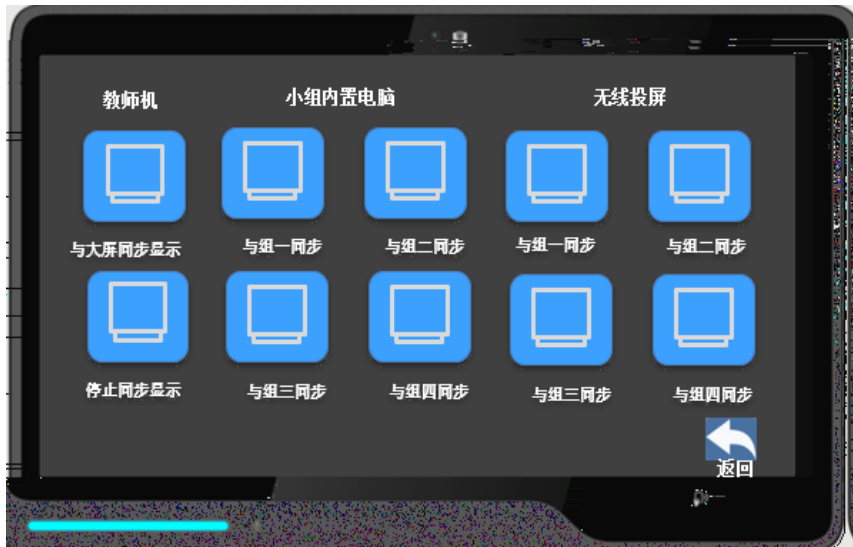 教师机 小组内置电脑 无线投屏
与大屏同步显示 与组一同步 与组二同步 与组一同步 与组二同步
停止同步显示 与组三同步 与组四同步 与组三同步 与组四同步
返回